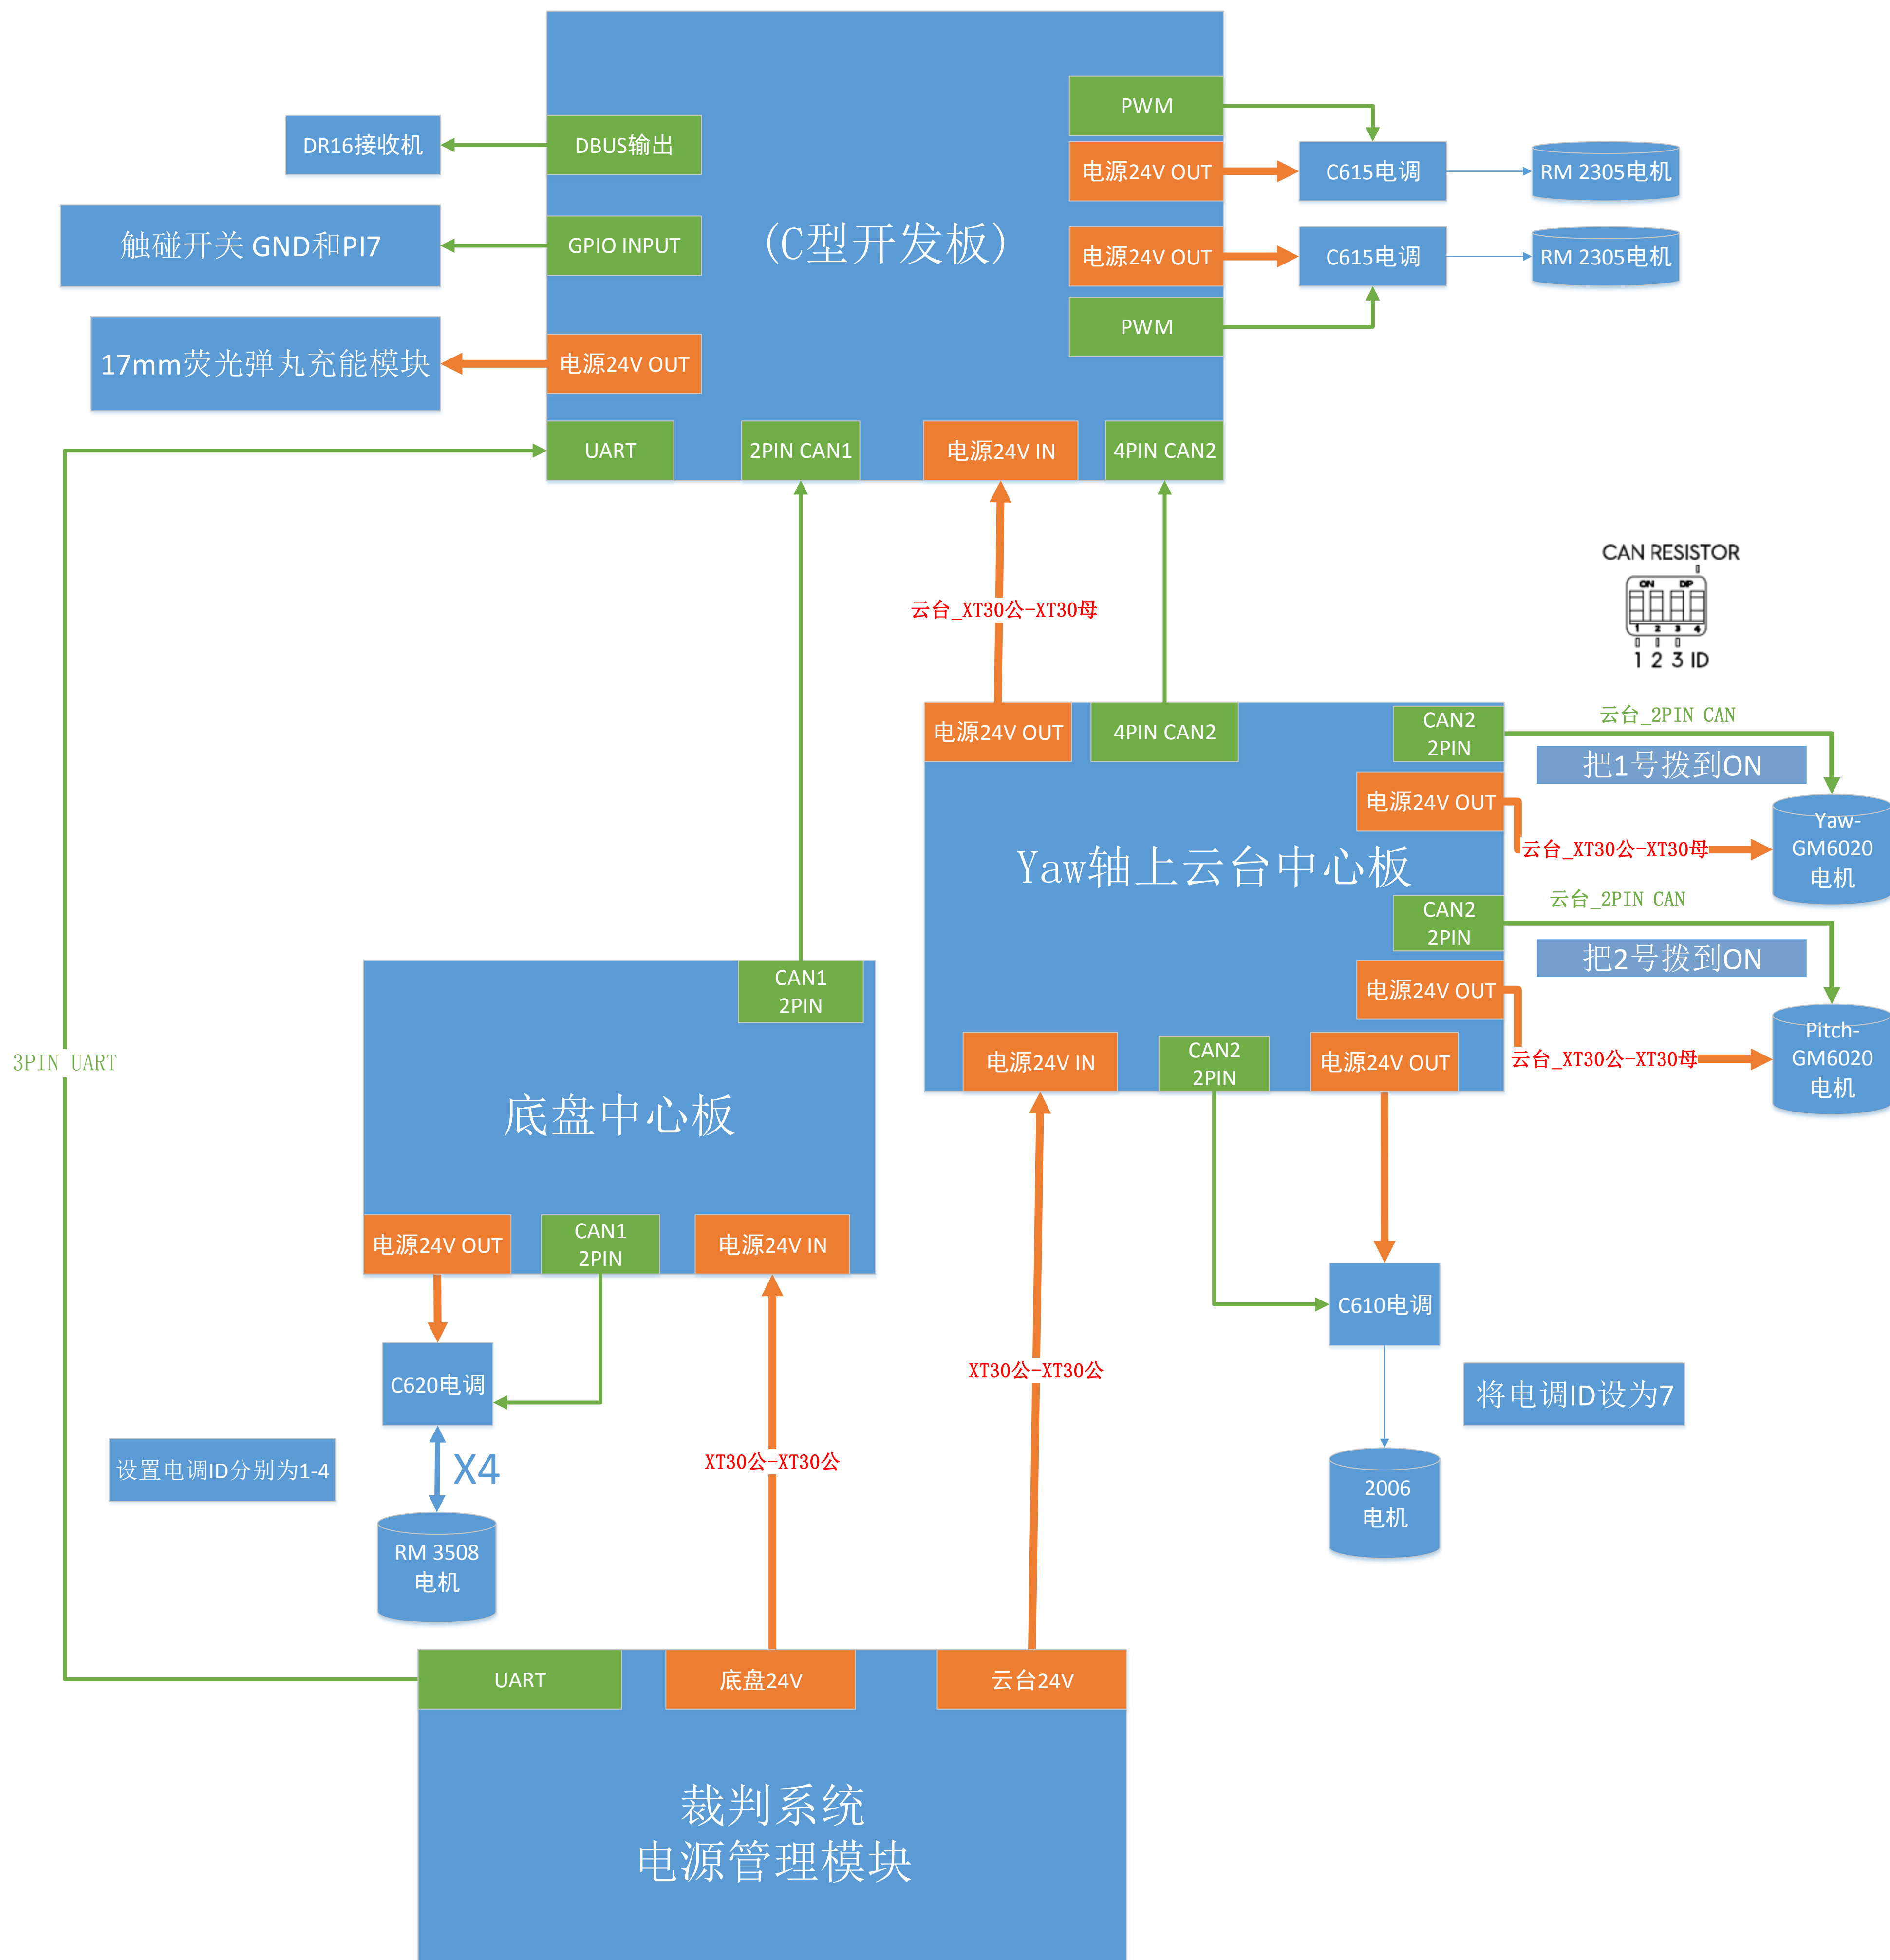 PWM
DR16接收机
DBUS输出
电源24V OUT
C615电调
RM 2305电机
触碰开关 GND和PI7
GPIO INPUT
(C型开发板)
电源24V OUT
C615电调
RM 2305电机
PWM
17mm荧光弹丸充能模块
电源24V OUT
UART
2PIN CAN1
电源24V IN
4PIN CAN2
CAN RESISTOR
ON DIP
1 2 3 4
1 2 3 ID
云台_XT30公-XT30母
云台_2PIN CAN
电源24V OUT
4PIN CAN2
CAN2
2PIN
把1号拨到ON
电源24V OUT
云台_XT30公-XT30母
Yaw-
GM6020
电机
Yaw轴上云台中心板
云台_2PIN CAN
CAN2
2PIN
把2号拨到ON
电源24V OUT
云台_XT30公-XT30母
Pitch-
GM6020
电机
电源24V IN
CAN2
2PIN
电源24V OUT
CAN1
2PIN
3PIN UART
底盘中心板
电源24V OUT
CAN1
2PIN
电源24V IN
C610电调
C620电调
XT30公-XT30公
将电调ID设为7
XT30公-XT30公
设置电调ID分别为1-4
X4
2006
电机
RM 3508
电机
UART
底盘24V
云台24V
裁判系统
电源管理模块